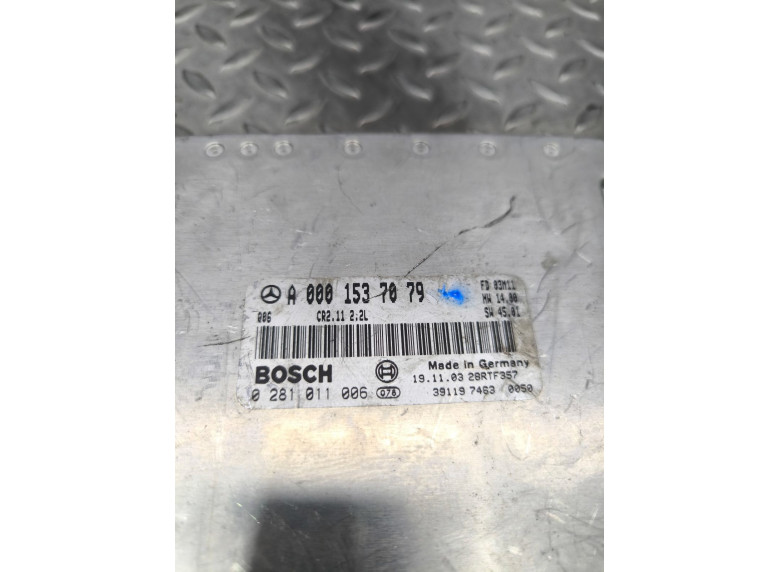 A 000 153 70 79
FD 03M11
HW 14.00
SW 45.01
006 CR2.11 2.2L
BOSCH
Made in Germany
19.11.03 28RTF357
0 281 011 006 078
39119 7463 0050